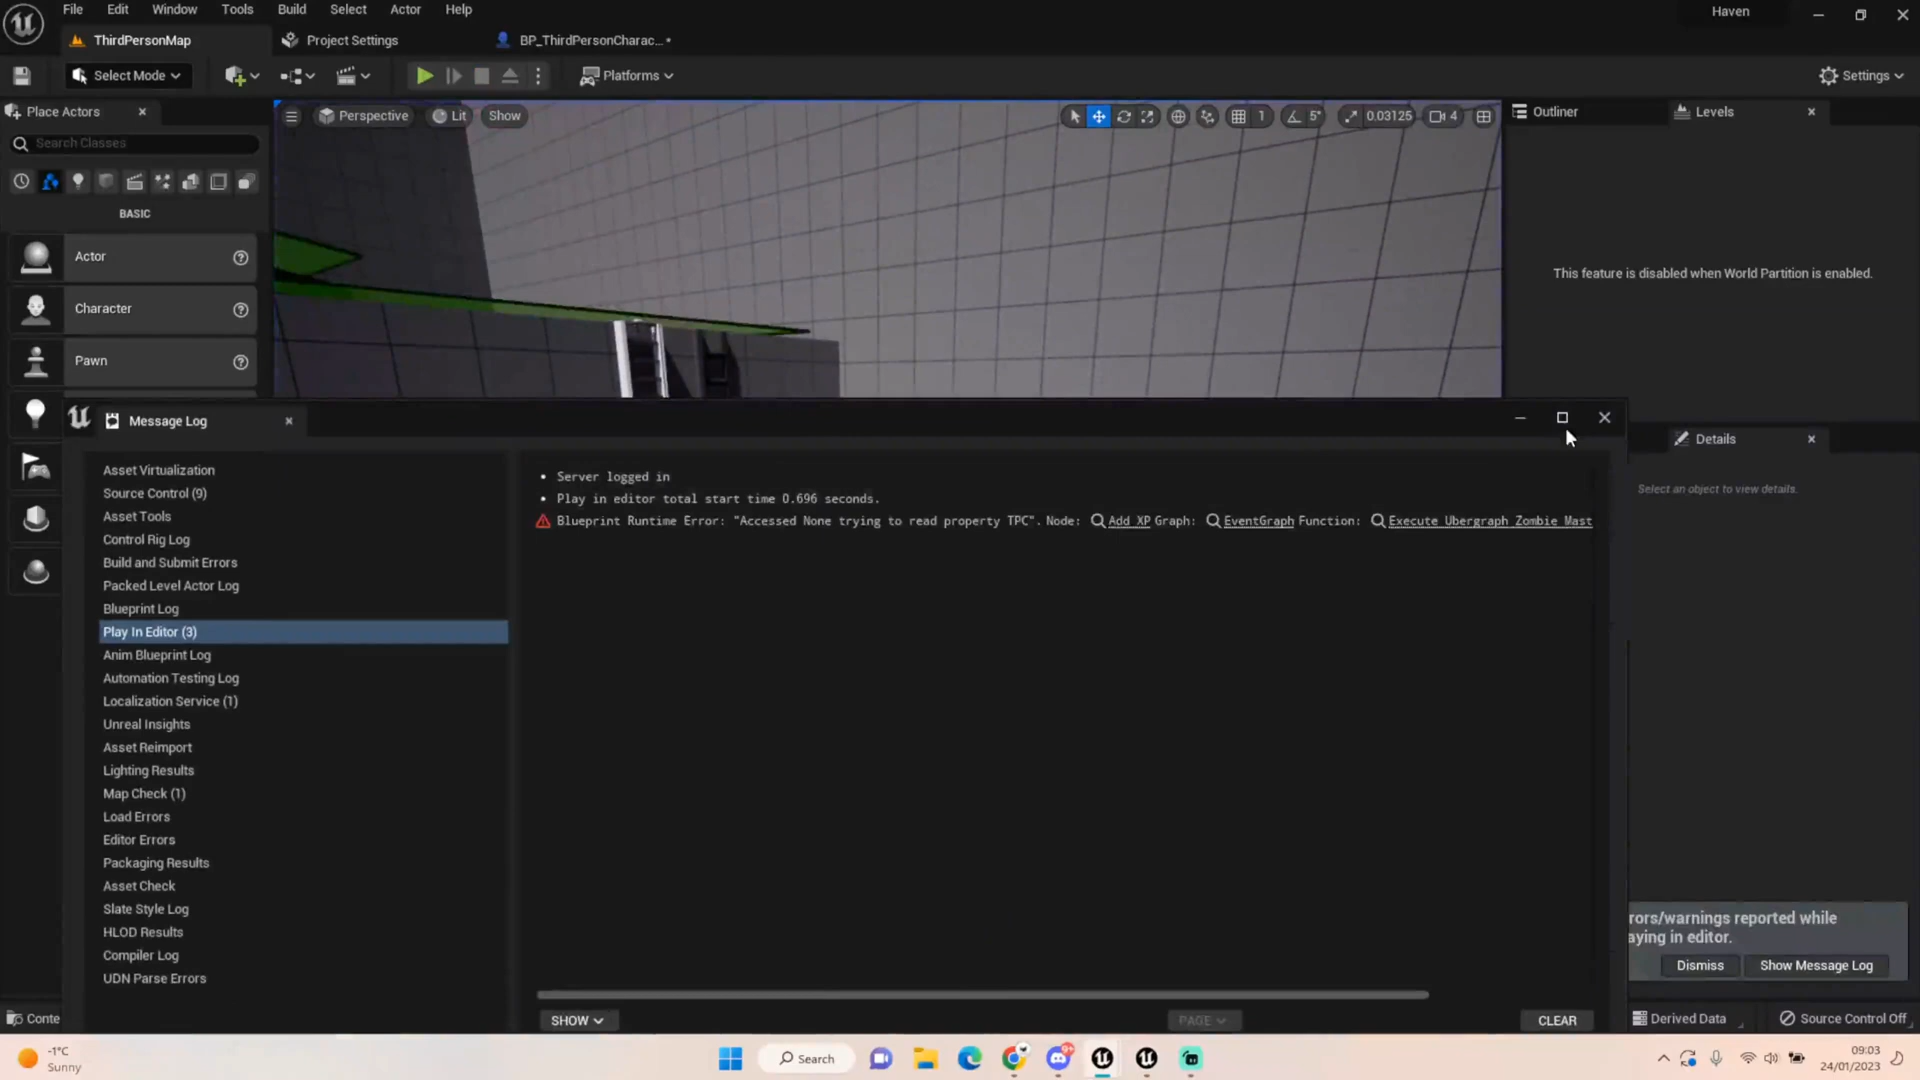 File Edit Window Tools Build Select Actor Help
Haven
ThirdPersonMap Project Settings BP_ThirdPersonCharac... •
Select Mode Platforms Settings
Place Actors
Perspective Lit Show 1 5° 0.03125 4
Outliner Levels
Search Classes
BASIC
Actor
Character
Pawn
This feature is disabled when World Partition is enabled.
Message Log
Details
Select an object to view details.
Asset Virtualization
Source Control (9)
Asset Tools
Control Rig Log
Build and Submit Errors
Packed Level Actor Log
Blueprint Log
Play In Editor (3)
Anim Blueprint Log
Automation Testing Log
Localization Service (1)
Unreal Insights
Asset Reimport
Lighting Results
Map Check (1)
Load Errors
Editor Errors
Packaging Results
Asset Check
Slate Style Log
HLOD Results
Compiler Log
UDN Parse Errors
• Server logged in
• Play in editor total start time 0.696 seconds.
Blueprint Runtime Error: "Accessed None trying to read property TPC". Node: Add XP Graph: EventGraph Function: Execute Ubergraph Zombie Mast
rors/warnings reported while
aying in editor.
Dismiss Show Message Log
SHOW PAGE CLEAR
Conte
Derived Data Source Control Off
-1°C
Sunny
Search
9+
09:03
24/01/2023